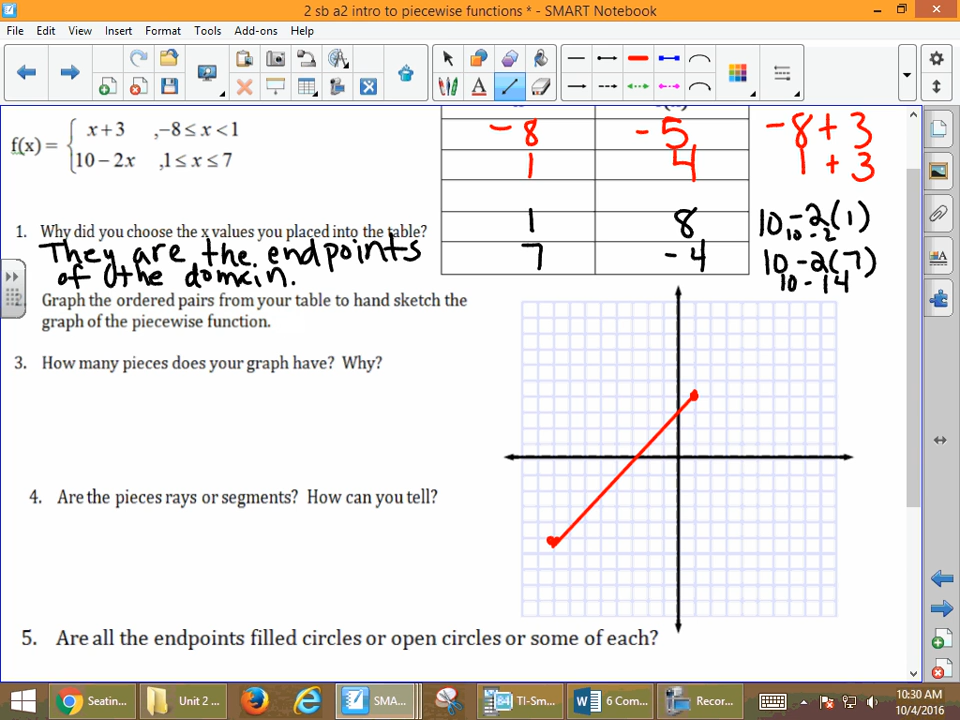 2 sb a2 intro to piecewise functions * - SMART Notebook
File Edit View Insert Format Tools Add-ons Help
f(x) = { x + 3 , -8 ≤ x < 1
10 - 2x , 1 ≤ x ≤ 7
-8 -5 -8 + 3
1 4 1 + 3
1 8 10 - 2(1)
10 - 2
7 -4 10 - 2(7)
10 - 14
1. Why did you choose the x values you placed into the table?
They are the endpoints
of the domain.
2. Graph the ordered pairs from your table to hand sketch the
graph of the piecewise function.
3. How many pieces does your graph have? Why?
4. Are the pieces rays or segments? How can you tell?
5. Are all the endpoints filled circles or open circles or some of each?
Seatin... Unit 2 ... SMA... TI-Sm... 6 Com... Recor...
10:30 AM
10/4/2016